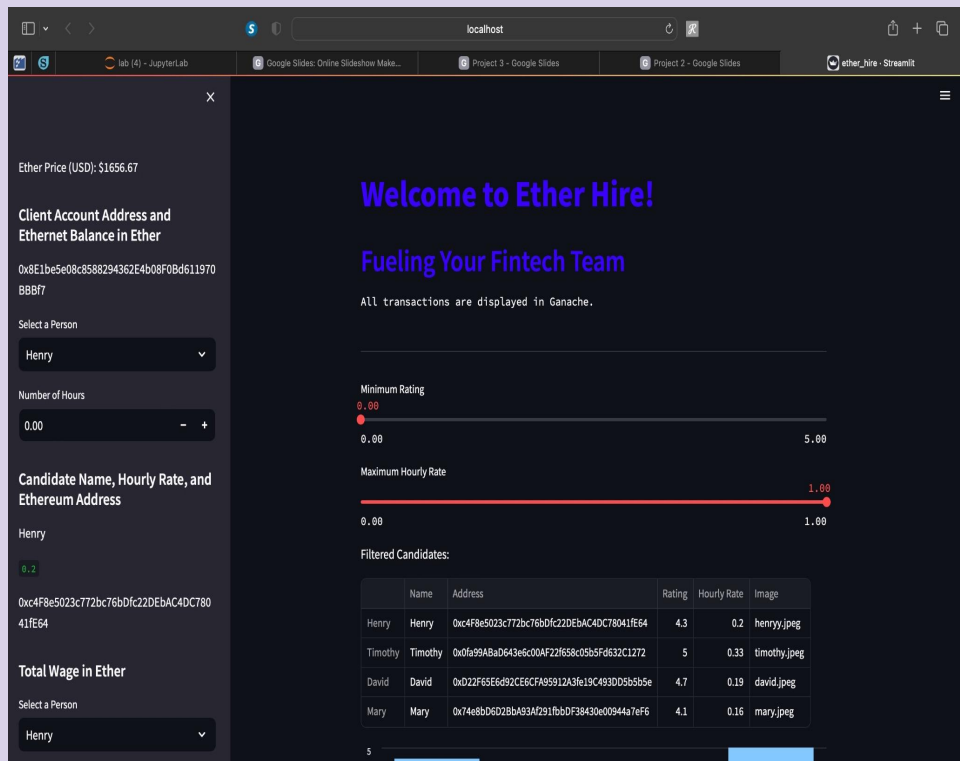 localhost
lab (4) - JupyterLab
Google Slides: Online Slideshow Make...
Project 3 - Google Slides
Project 2 - Google Slides
ether_hire · Streamlit
Ether Price (USD): $1656.67
Client Account Address and
Ethernet Balance in Ether
0x8E1be5e08c8588294362E4b08F0Bd611970
BBBf7
Select a Person
Henry
Number of Hours
0.00
Candidate Name, Hourly Rate, and
Ethereum Address
Henry
0.2
0xc4F8e5023c772bc76bDfc22DEbAC4DC780
41fE64
Total Wage in Ether
Select a Person
Henry
Welcome to Ether Hire!
Fueling Your Fintech Team
All transactions are displayed in Ganache.
Minimum Rating
0.00
0.00 5.00
Maximum Hourly Rate
1.00
0.00 1.00
Filtered Candidates:
Name Address Rating Hourly Rate Image
Henry Henry 0xc4F8e5023c772bc76bDfc22DEbAC4DC78041fE64 4.3 0.2 henryy.jpeg
Timothy Timothy 0x0fa99ABaD643e6c00AF22f658c05b5Fd632C1272 5 0.33 timothy.jpeg
David David 0xD22F65E6d92CE6CFA95912A3fe19C493DD5b5b5e 4.7 0.19 david.jpeg
Mary Mary 0x74e8bD6D2BbA93Af291fbbDF38430e00944a7eF6 4.1 0.16 mary.jpeg
5